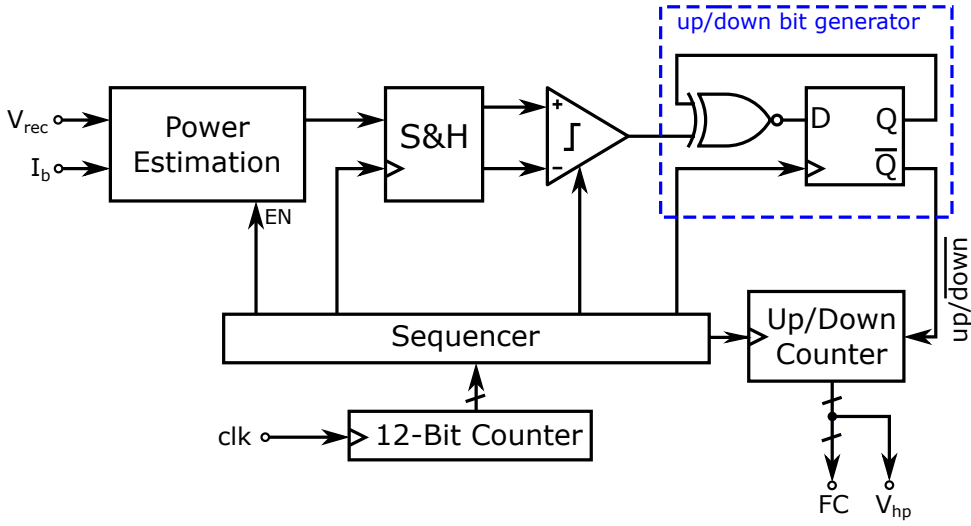 up/down bit generator
V_rec
I_b
Power
Estimation
EN
S&H
+
−
D
Q
Q̅
up/down
Sequencer
Up/Down
Counter
clk
12-Bit Counter
FC
V_hp